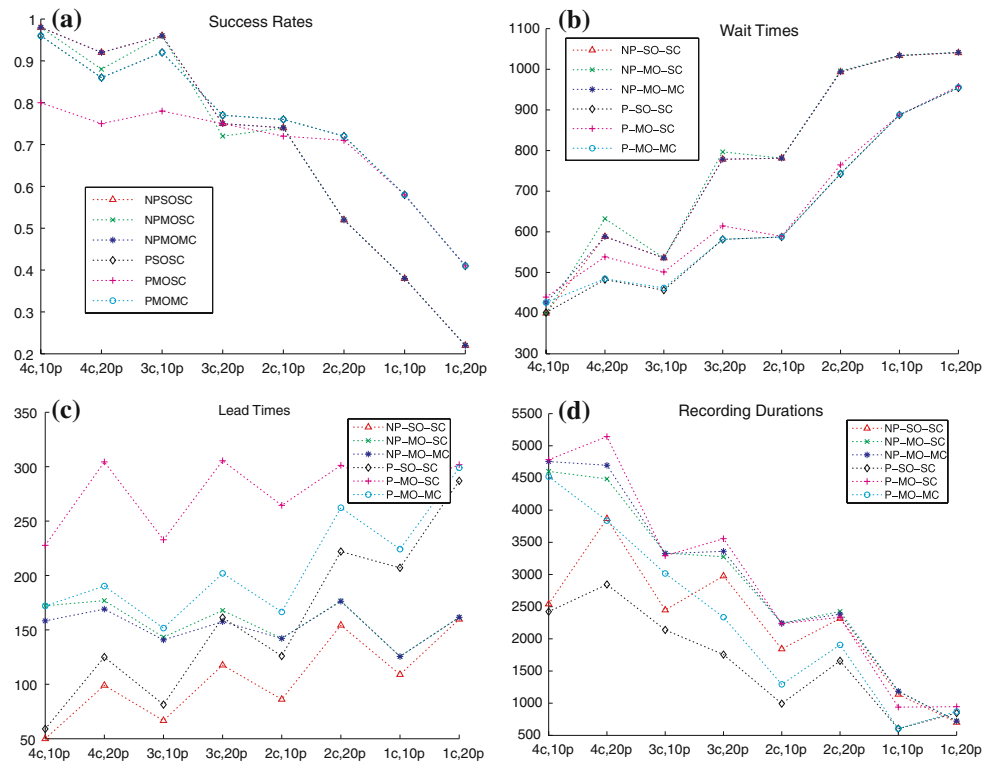 (a)
Success Rates
1
0.9
0.8
0.7
0.6
0.5
0.4
0.3
0.2
NPSOSC
NPMOSC
NPMOMC
PSOSC
PMOSC
PMOMC
4c,10p 4c,20p 3c,10p 3c,20p 2c,10p 2c,20p 1c,10p 1c,20p
(b)
Wait Times
1100
1000
900
800
700
600
500
400
300
NP–SO–SC
NP–MO–SC
NP–MO–MC
P–SO–SC
P–MO–SC
P–MO–MC
4c,10p 4c,20p 3c,10p 3c,20p 2c,10p 2c,20p 1c,10p 1c,20p
(c)
Lead Times
350
300
250
200
150
100
50
NP–SO–SC
NP–MO–SC
NP–MO–MC
P–SO–SC
P–MO–SC
P–MO–MC
4c,10p 4c,20p 3c,10p 3c,20p 2c,10p 2c,20p 1c,10p 1c,20p
(d)
Recording Durations
5500
5000
4500
4000
3500
3000
2500
2000
1500
1000
500
NP–SO–SC
NP–MO–SC
NP–MO–MC
P–SO–SC
P–MO–SC
P–MO–MC
4c,10p 4c,20p 3c,10p 3c,20p 2c,10p 2c,20p 1c,10p 1c,20p